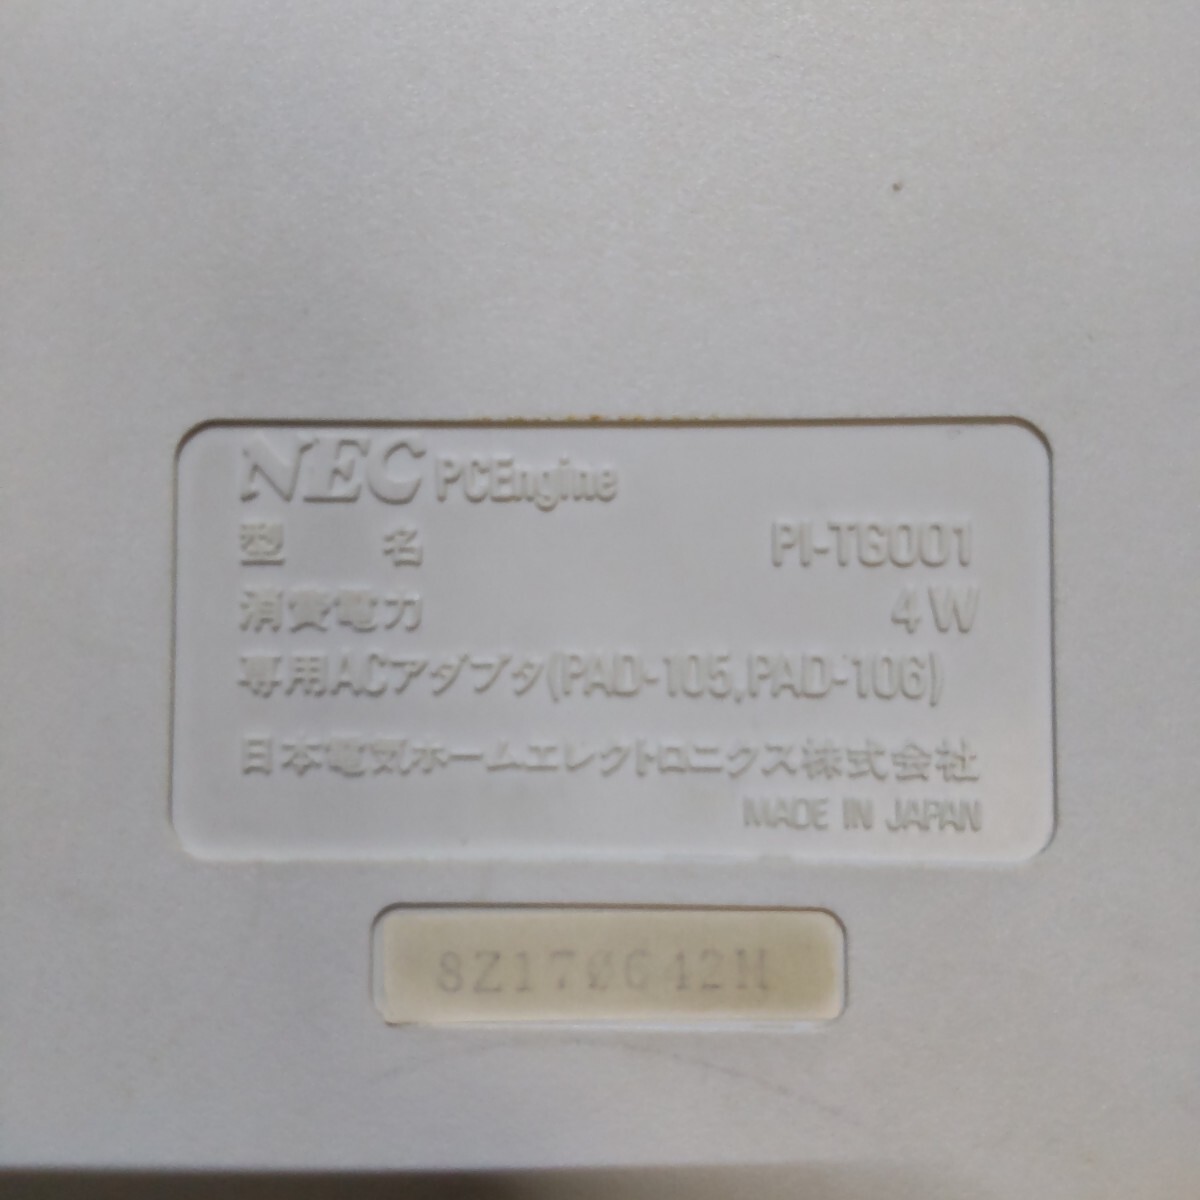 NEC PCEngine
型名 PI-TG001
消費電力 4W
専用ACアダプタ(PAD-105,PAD-106)
日本電気ホームエレクトロニクス株式会社
MADE IN JAPAN
8Z170642M